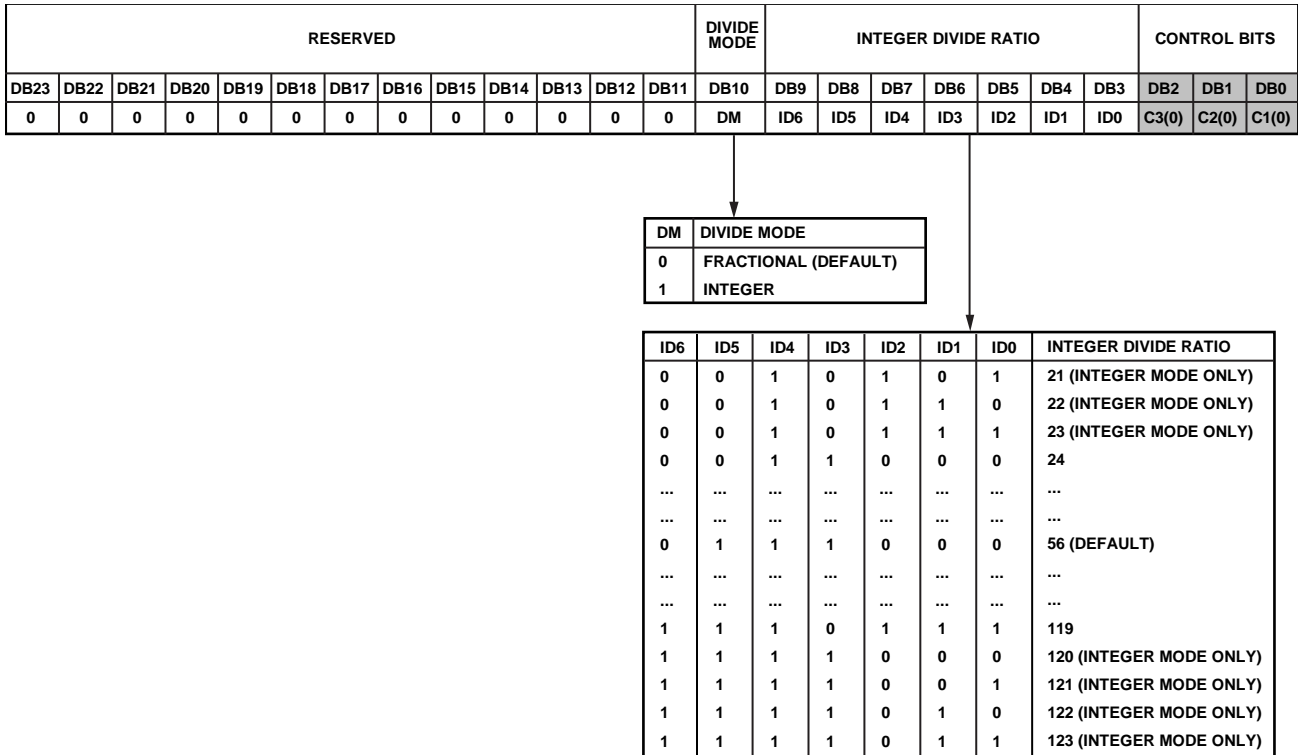 RESERVED DIVIDE MODE INTEGER DIVIDE RATIO CONTROL BITS
DB23 DB22 DB21 DB20 DB19 DB18 DB17 DB16 DB15 DB14 DB13 DB12 DB11 DB10 DB9 DB8 DB7 DB6 DB5 DB4 DB3 DB2 DB1 DB0
0 0 0 0 0 0 0 0 0 0 0 0 0 DM ID6 ID5 ID4 ID3 ID2 ID1 ID0 C3(0) C2(0) C1(0)
DM DIVIDE MODE
0 FRACTIONAL (DEFAULT)
1 INTEGER
ID6 ID5 ID4 ID3 ID2 ID1 ID0 INTEGER DIVIDE RATIO
0 0 1 0 1 0 1 21 (INTEGER MODE ONLY)
0 0 1 0 1 1 0 22 (INTEGER MODE ONLY)
0 0 1 0 1 1 1 23 (INTEGER MODE ONLY)
0 0 1 1 0 0 0 24
... ... ... ... ... ... ... ...
... ... ... ... ... ... ... ...
0 1 1 1 0 0 0 56 (DEFAULT)
... ... ... ... ... ... ... ...
... ... ... ... ... ... ... ...
1 1 1 0 1 1 1 119
1 1 1 1 0 0 0 120 (INTEGER MODE ONLY)
1 1 1 1 0 0 1 121 (INTEGER MODE ONLY)
1 1 1 1 0 1 0 122 (INTEGER MODE ONLY)
1 1 1 1 0 1 1 123 (INTEGER MODE ONLY)